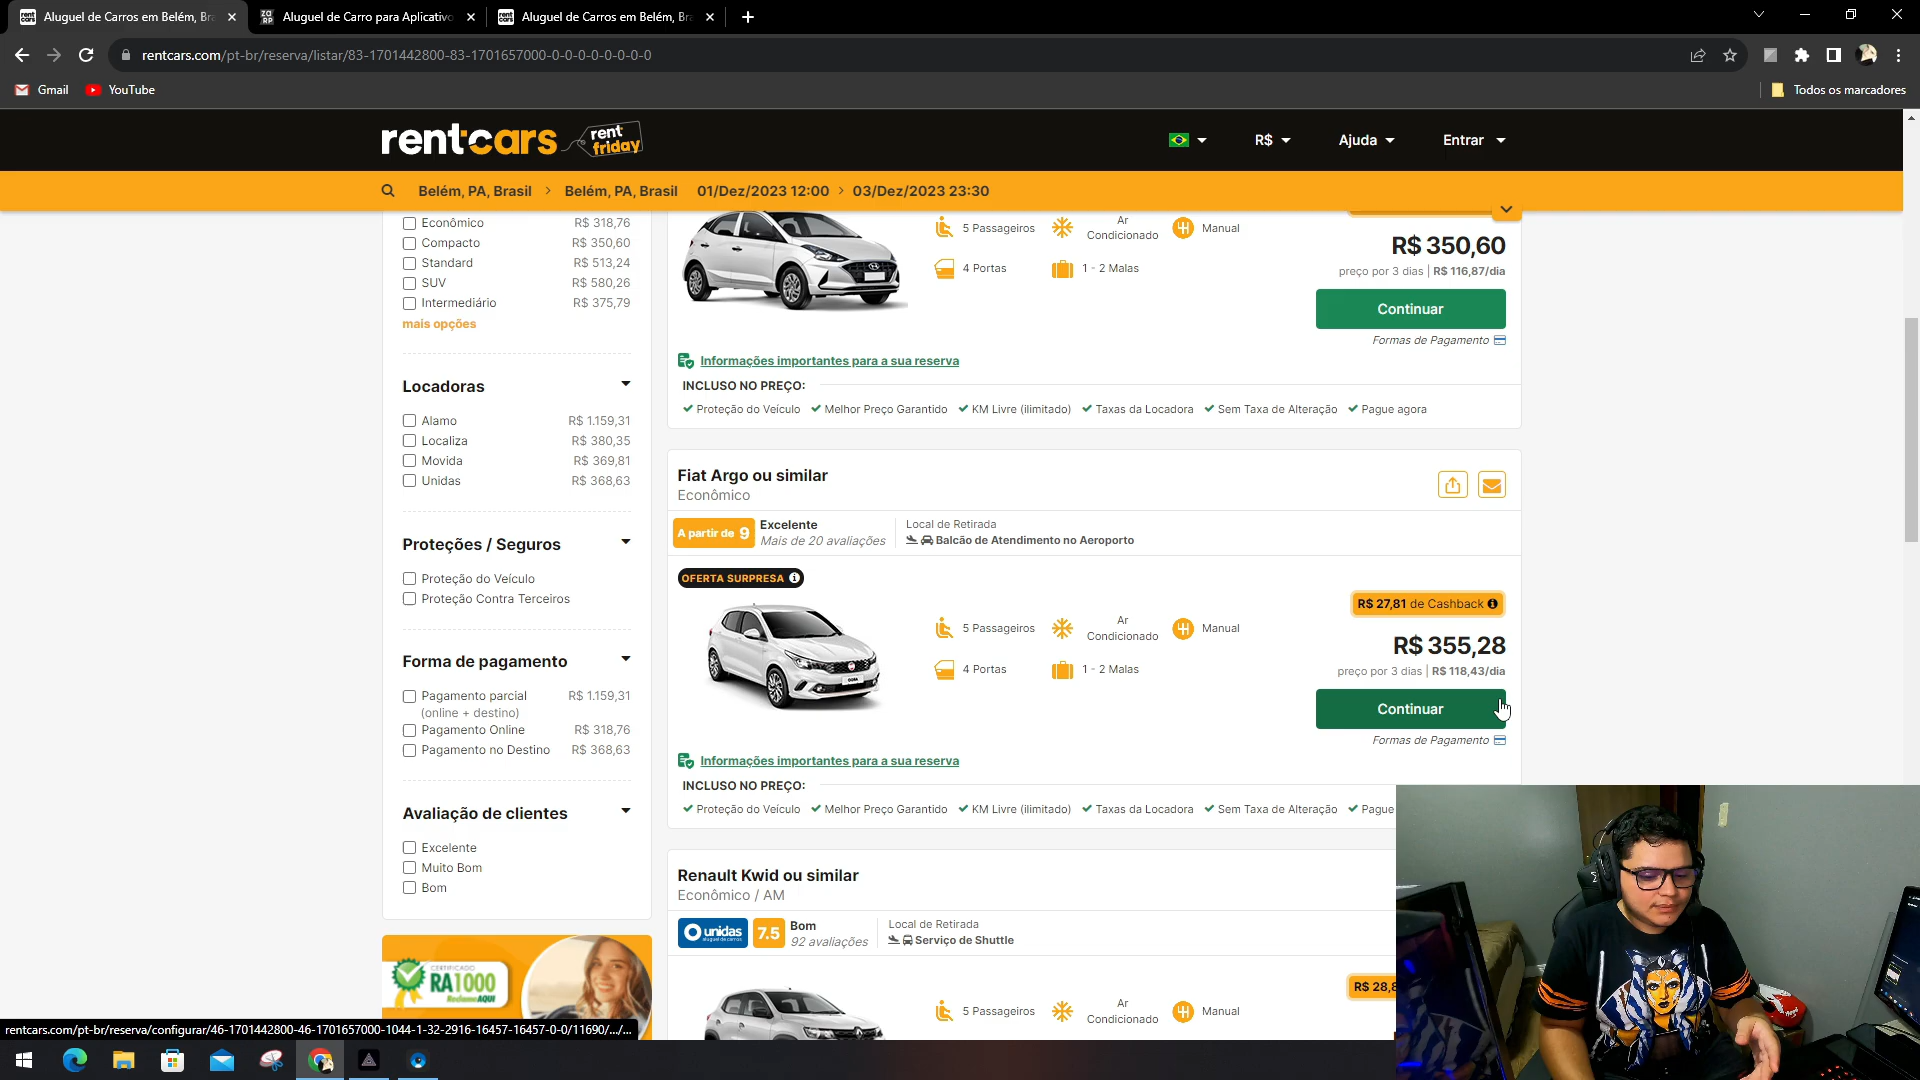 Aluguel de Carros em Belém, Br
Aluguel de Carro para Aplicativo
Aluguel de Carros em Belém, Br
rentcars.com/pt-br/reserva/listar/83-1701442800-83-1701657000-0-0-0-0-0-0-0-0
Gmail
YouTube
Todos os marcadores
rentcars
rent friday
R$
Ajuda
Entrar
Belém, PA, Brasil > Belém, PA, Brasil 01/Dez/2023 12:00 > 03/Dez/2023 23:30
Econômico R$ 318,76
Compacto R$ 350,60
Standard R$ 513,24
SUV R$ 580,26
Intermediário R$ 375,79
mais opções
Locadoras
Alamo R$ 1.159,31
Localiza R$ 380,35
Movida R$ 369,81
Unidas R$ 368,63
Proteções / Seguros
Proteção do Veículo
Proteção Contra Terceiros
Forma de pagamento
Pagamento parcial R$ 1.159,31
(online + destino)
Pagamento Online R$ 318,76
Pagamento no Destino R$ 368,63
Avaliação de clientes
Excelente
Muito Bom
Bom
CERTIFICADO
RA1000
ReclameAQUI
5 Passageiros
Ar
Condicionado
Manual
4 Portas
1 - 2 Malas
R$ 350,60
preço por 3 dias | R$ 116,87/dia
Continuar
Formas de Pagamento
Informações importantes para a sua reserva
INCLUSO NO PREÇO:
Proteção do Veículo Melhor Preço Garantido KM Livre (ilimitado) Taxas da Locadora Sem Taxa de Alteração Pague agora
Fiat Argo ou similar
Econômico
A partir de 9
Excelente
Mais de 20 avaliações
Local de Retirada
Balcão de Atendimento no Aeroporto
OFERTA SURPRESA
5 Passageiros
Ar
Condicionado
Manual
4 Portas
1 - 2 Malas
R$ 27,81 de Cashback
R$ 355,28
preço por 3 dias | R$ 118,43/dia
Continuar
Formas de Pagamento
Informações importantes para a sua reserva
INCLUSO NO PREÇO:
Proteção do Veículo Melhor Preço Garantido KM Livre (ilimitado) Taxas da Locadora Sem Taxa de Alteração Pague
Renault Kwid ou similar
Econômico / AM
unidas
aluguel de carros
7.5
Bom
92 avaliações
Local de Retirada
Serviço de Shuttle
5 Passageiros
Ar
Condicionado
Manual
R$ 28,8
rentcars.com/pt-br/reserva/configurar/46-1701442800-46-1701657000-1044-1-32-2916-16457-16457-0-0/11690/.../...